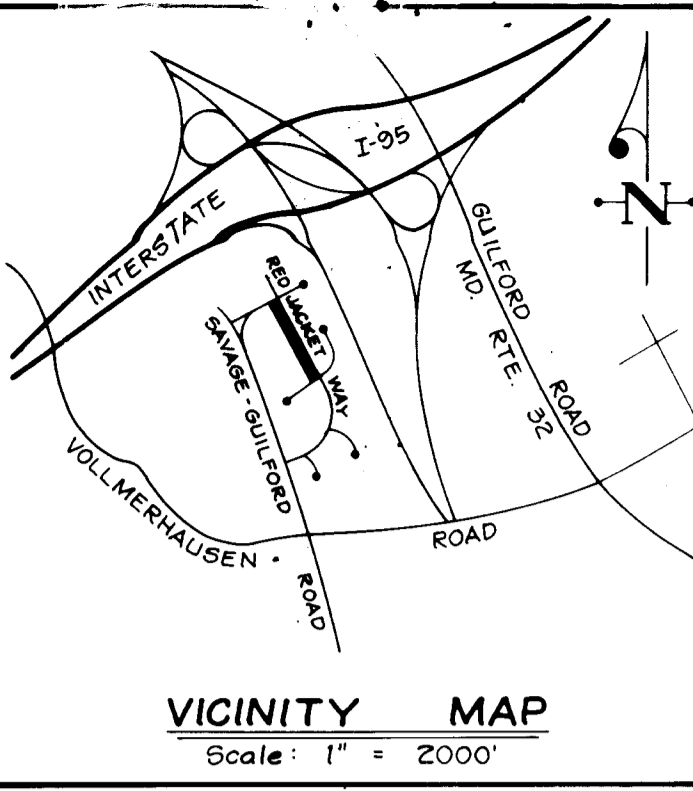 I-95
INTERSTATE
N
GUILFORD ROAD
MD. RTE. 32
RED JACKET WAY
SAVAGE - GUILFORD ROAD
VOLLMERHAUSEN ROAD
VICINITY MAP
Scale: 1" = 2000'